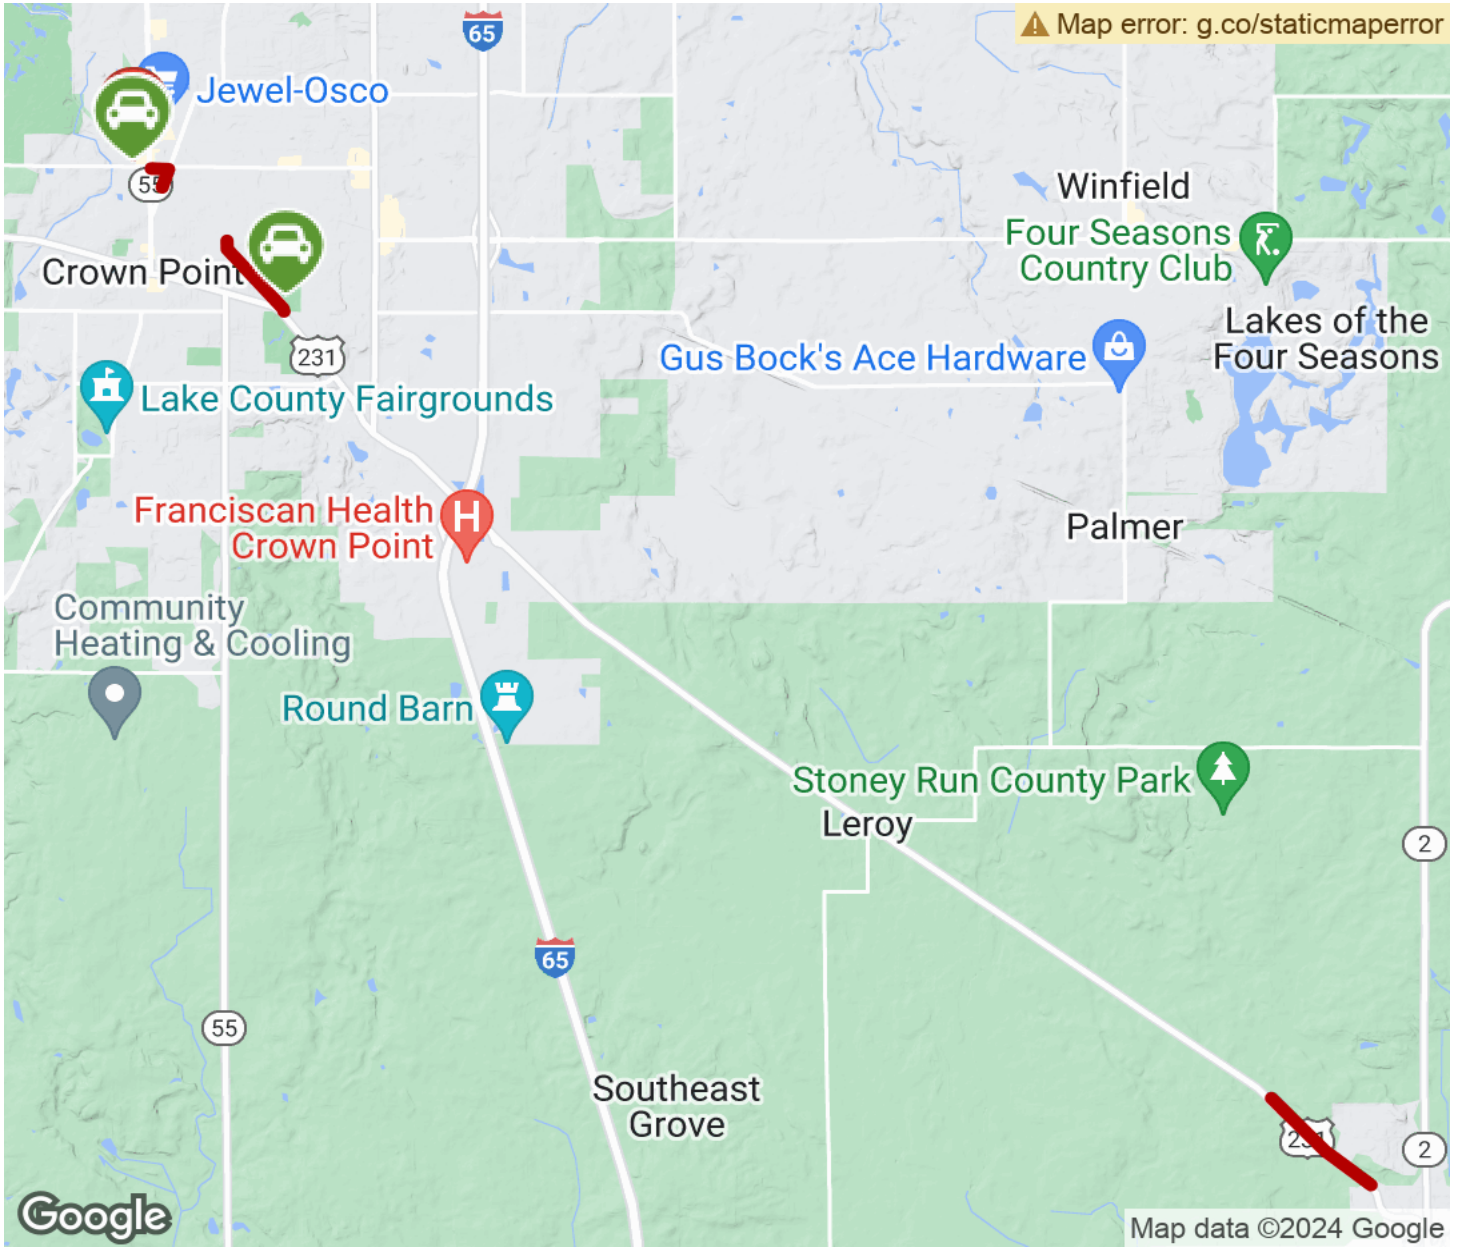 65
Map error: g.co/staticmaperror
Jewel-Osco
55
Winfield
Four Seasons
Country Club
Crown Point
Lakes of the
Four Seasons
231
Gus Bock's Ace Hardware
Lake County Fairgrounds
Franciscan Health
Crown Point
H
Palmer
Community
Heating & Cooling
Round Barn
Stoney Run County Park
Leroy
2
65
55
Southeast
Grove
231
2
Google
Map data ©2024 Google